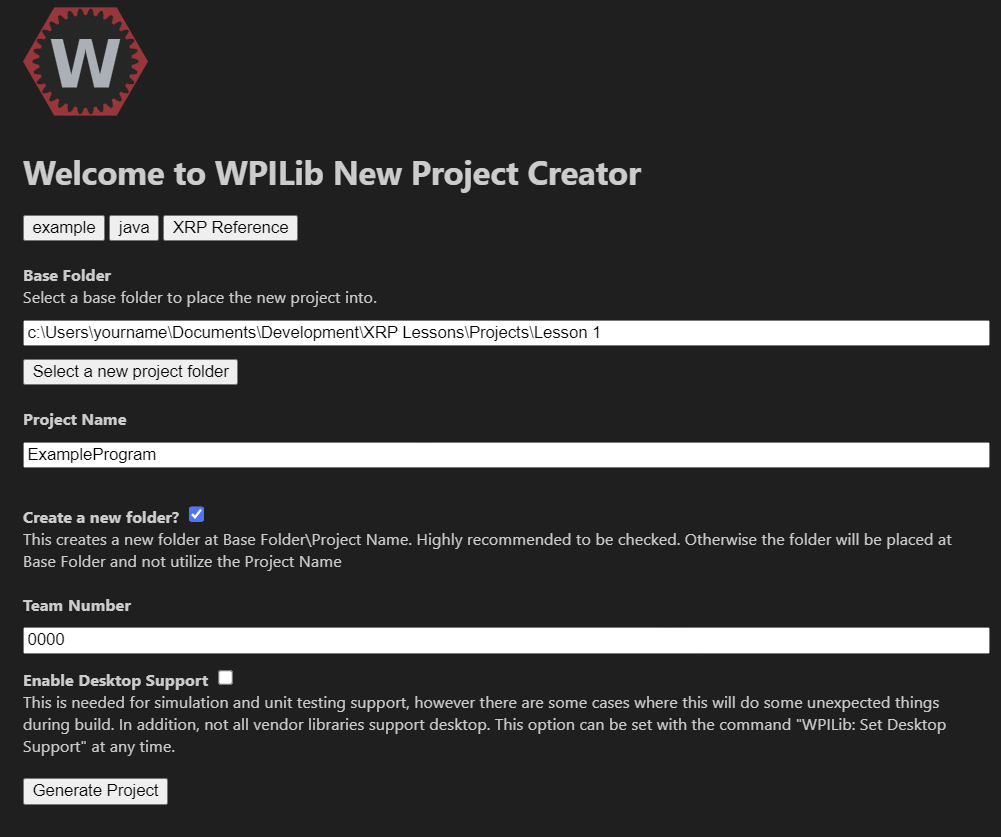 W
Welcome to WPILib New Project Creator
example java XRP Reference
Base Folder
Select a base folder to place the new project into.
c:\Users\yourname\Documents\Development\XRP Lessons\Projects\Lesson 1
Select a new project folder
Project Name
ExampleProgram
Create a new folder?
This creates a new folder at Base Folder\Project Name. Highly recommended to be checked. Otherwise the folder will be placed at
Base Folder and not utilize the Project Name
Team Number
0000
Enable Desktop Support
This is needed for simulation and unit testing support, however there are some cases where this will do some unexpected things
during build. In addition, not all vendor libraries support desktop. This option can be set with the command "WPILib: Set Desktop
Support" at any time.
Generate Project